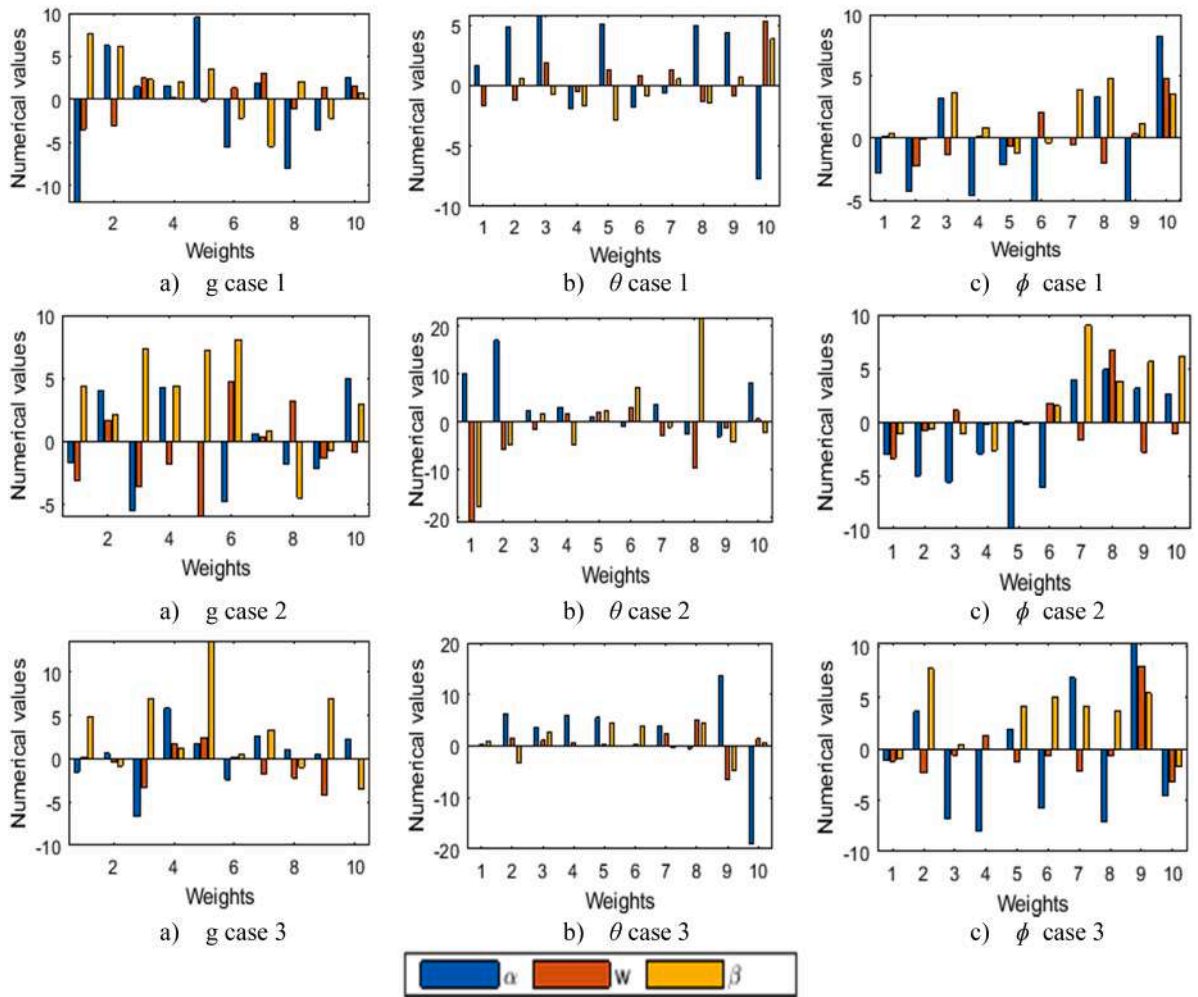 10
5
0
-5
-10
Numerical values
2 4 6 8 10
Weights
a) g case 1
5
0
-5
-10
Numerical values
1 2 3 4 5 6 7 8 9 10
Weights
b) θ case 1
10
5
0
-5
Numerical values
1 2 3 4 5 6 7 8 9 10
Weights
c) ϕ case 1
10
5
0
-5
Numerical values
2 4 6 8 10
Weights
a) g case 2
20
10
0
-10
-20
Numerical values
1 2 3 4 5 6 7 8 9 10
Weights
b) θ case 2
10
5
0
-5
-10
Numerical values
1 2 3 4 5 6 7 8 9 10
Weights
c) ϕ case 2
10
5
0
-5
-10
Numerical values
2 4 6 8 10
Weights
a) g case 3
20
10
0
-10
-20
Numerical values
1 2 3 4 5 6 7 8 9 10
Weights
b) θ case 3
10
5
0
-5
-10
Numerical values
1 2 3 4 5 6 7 8 9 10
Weights
c) ϕ case 3
α w β